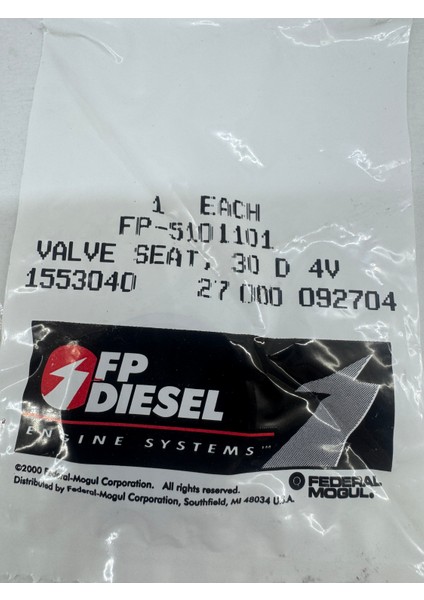 1 EACH
FP-5101101
VALVE SEAT, 30 D 4V
1553040 27 000 092704
FP
DIESEL
ENGINE SYSTEMS
©2000 Federal-Mogul Corporation. All rights reserved.
Distributed by Federal-Mogul Corporation, Southfield, MI 48034 U.S.A.
FEDERAL
MOGUL